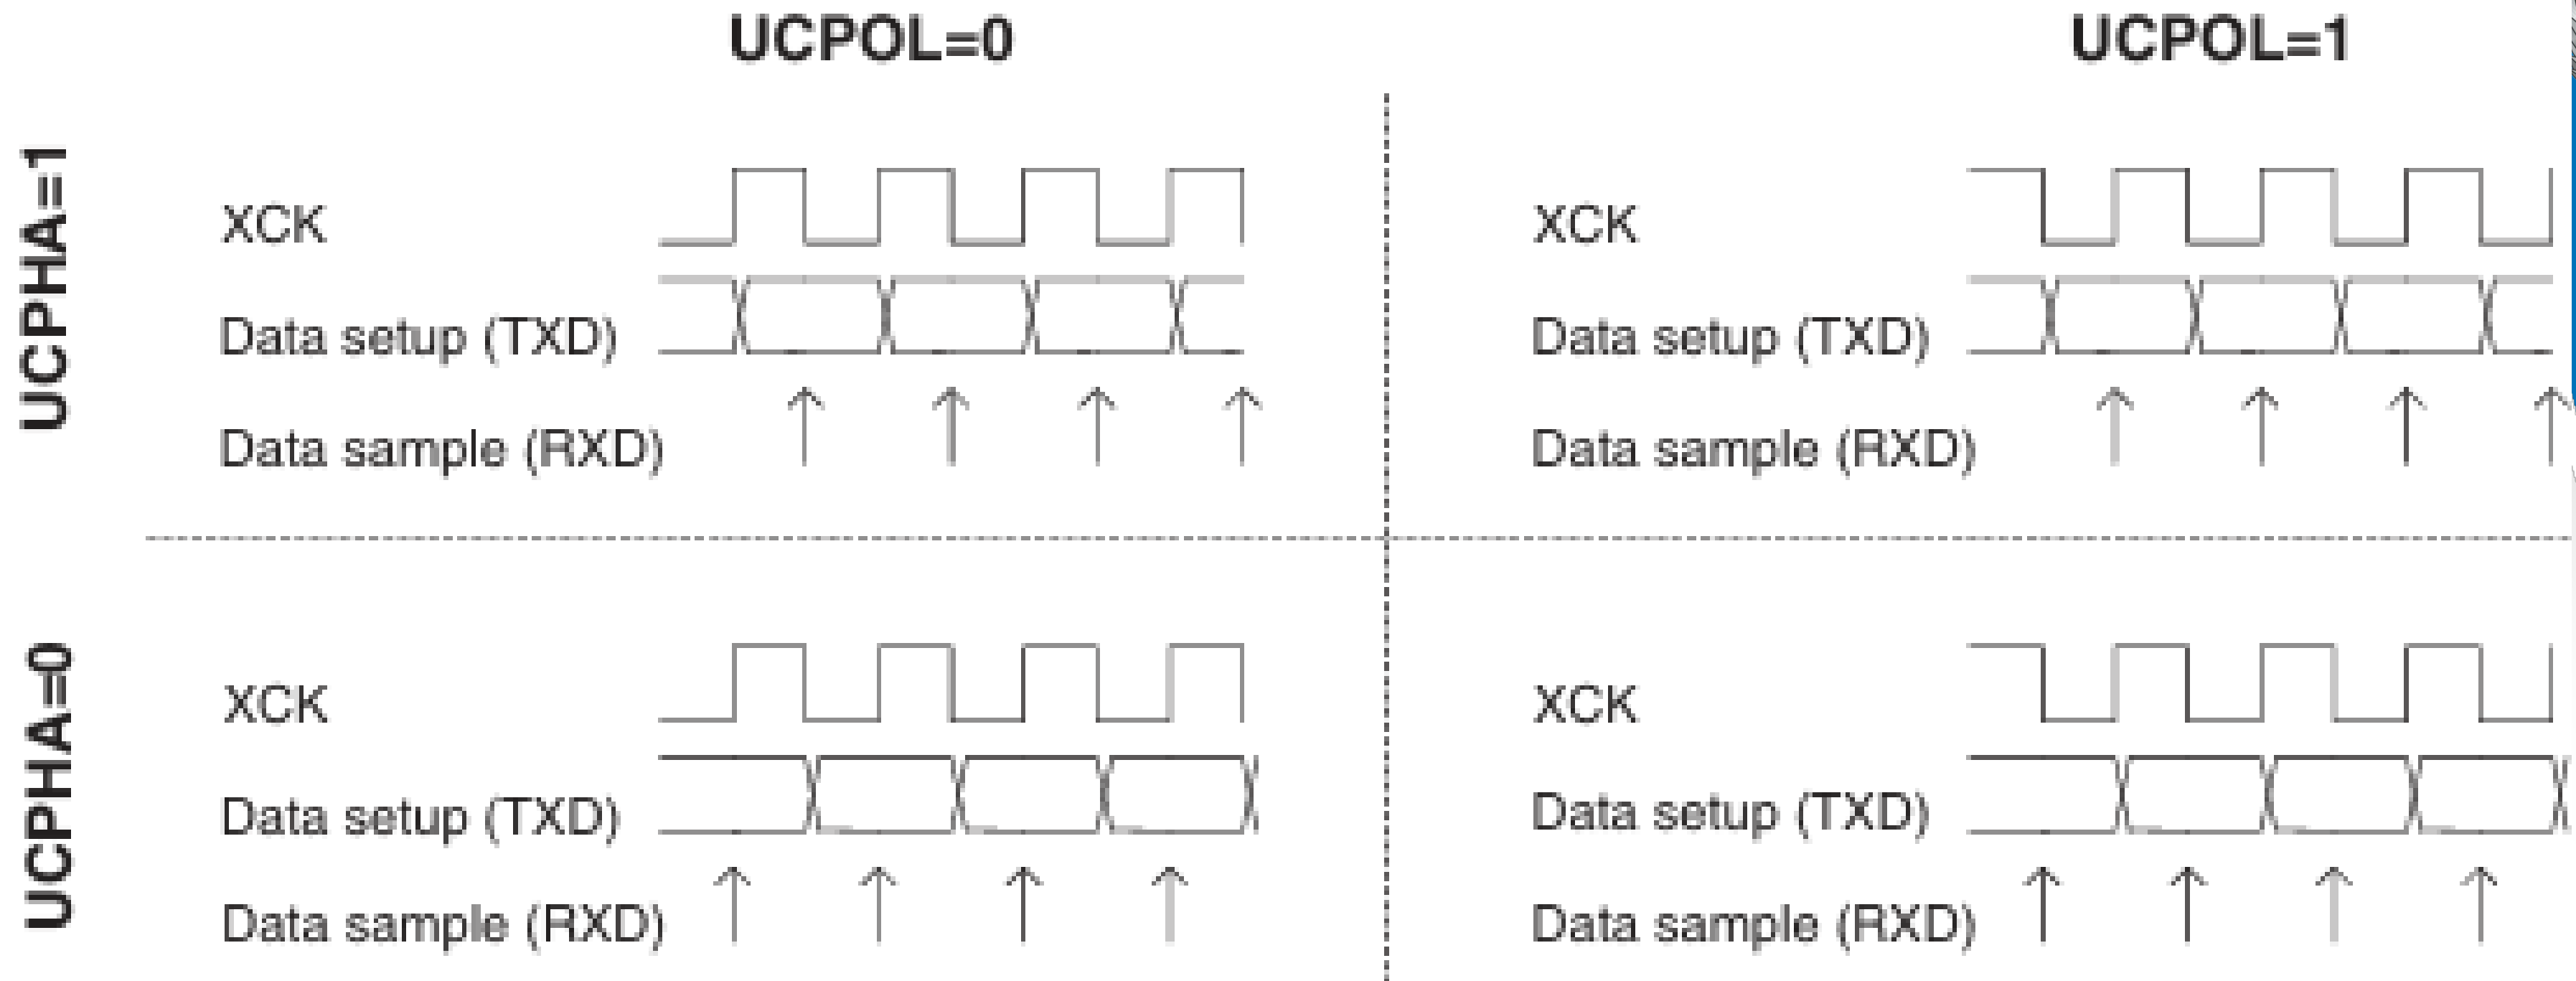 UCPOL=0
UCPOL=1
UCPHA=1
XCK
Data setup (TXD)
Data sample (RXD)
XCK
Data setup (TXD)
Data sample (RXD)
UCPHA=0
XCK
Data setup (TXD)
Data sample (RXD)
XCK
Data setup (TXD)
Data sample (RXD)